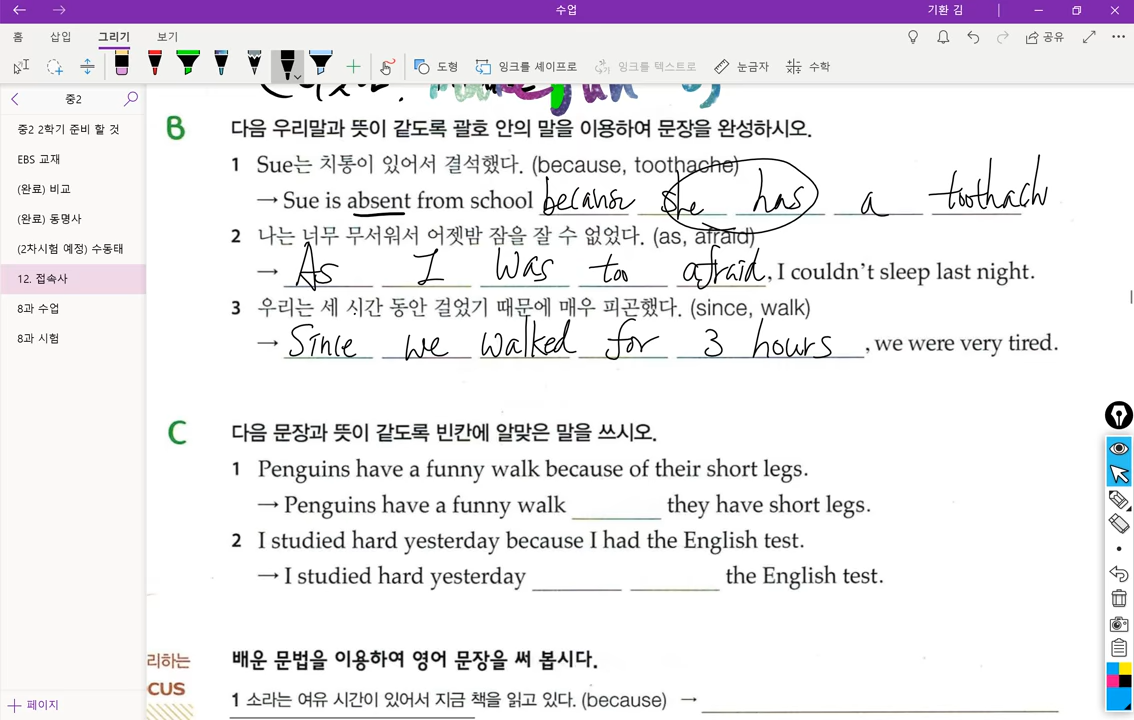 수업
기환 김
홈 삽입 그리기 보기
공유
도형 잉크를 셰이프로 잉크를 텍스트로 눈금자 수학
중2
중2 2학기 준비 할 것
EBS 교재
(완료) 비교
(완료) 동명사
(2차시험 예정) 수동태
12. 접속사
8과 수업
8과 시험
페이지
B 다음 우리말과 뜻이 같도록 괄호 안의 말을 이용하여 문장을 완성하시오.
1 Sue는 치통이 있어서 결석했다. (because, toothache)
→ Sue is absent from school because she has a toothach
2 나는 너무 무서워서 어젯밤 잠을 잘 수 없었다. (as, afraid)
→ As I was too afraid, I couldn't sleep last night.
3 우리는 세 시간 동안 걸었기 때문에 매우 피곤했다. (since, walk)
→ Since we walked for 3 hours, we were very tired.
C 다음 문장과 뜻이 같도록 빈칸에 알맞은 말을 쓰시오.
1 Penguins have a funny walk because of their short legs.
→ Penguins have a funny walk they have short legs.
2 I studied hard yesterday because I had the English test.
→ I studied hard yesterday the English test.
리하는 배운 문법을 이용하여 영어 문장을 써 봅시다.
CUS
1 소라는 여유 시간이 있어서 지금 책을 읽고 있다. (because) →